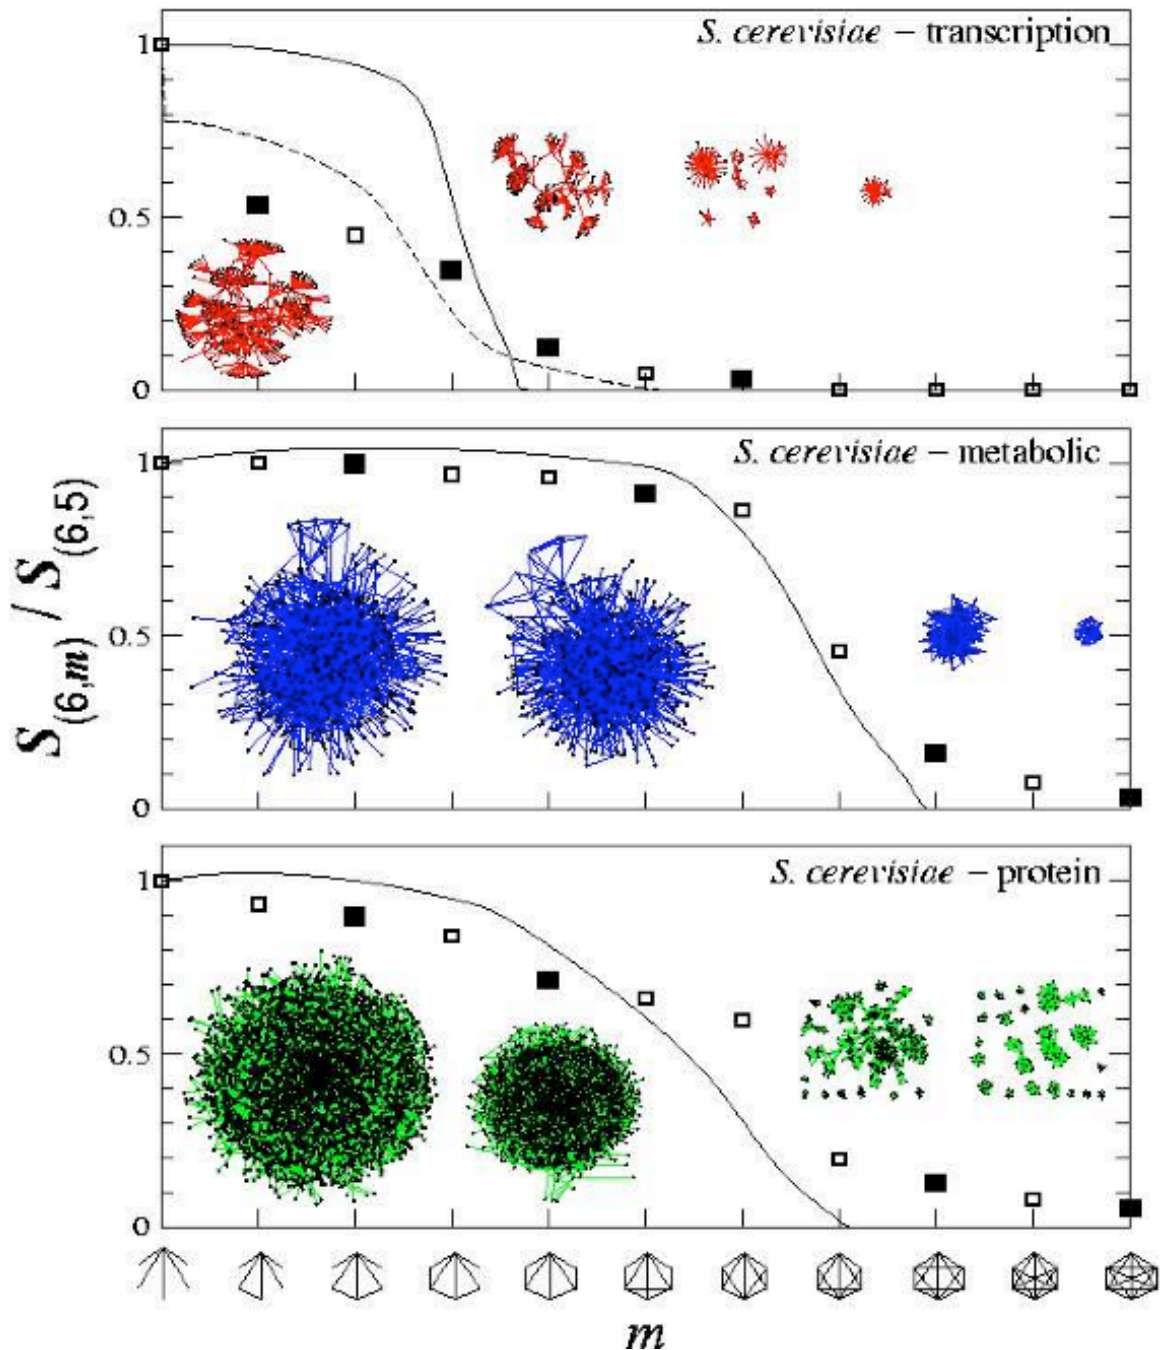 S. cerevisiae – transcription
1
0.5
0
S. cerevisiae – metabolic
1
0.5
0
S(6,m) / S(6,5)
S. cerevisiae – protein
1
0.5
0
m